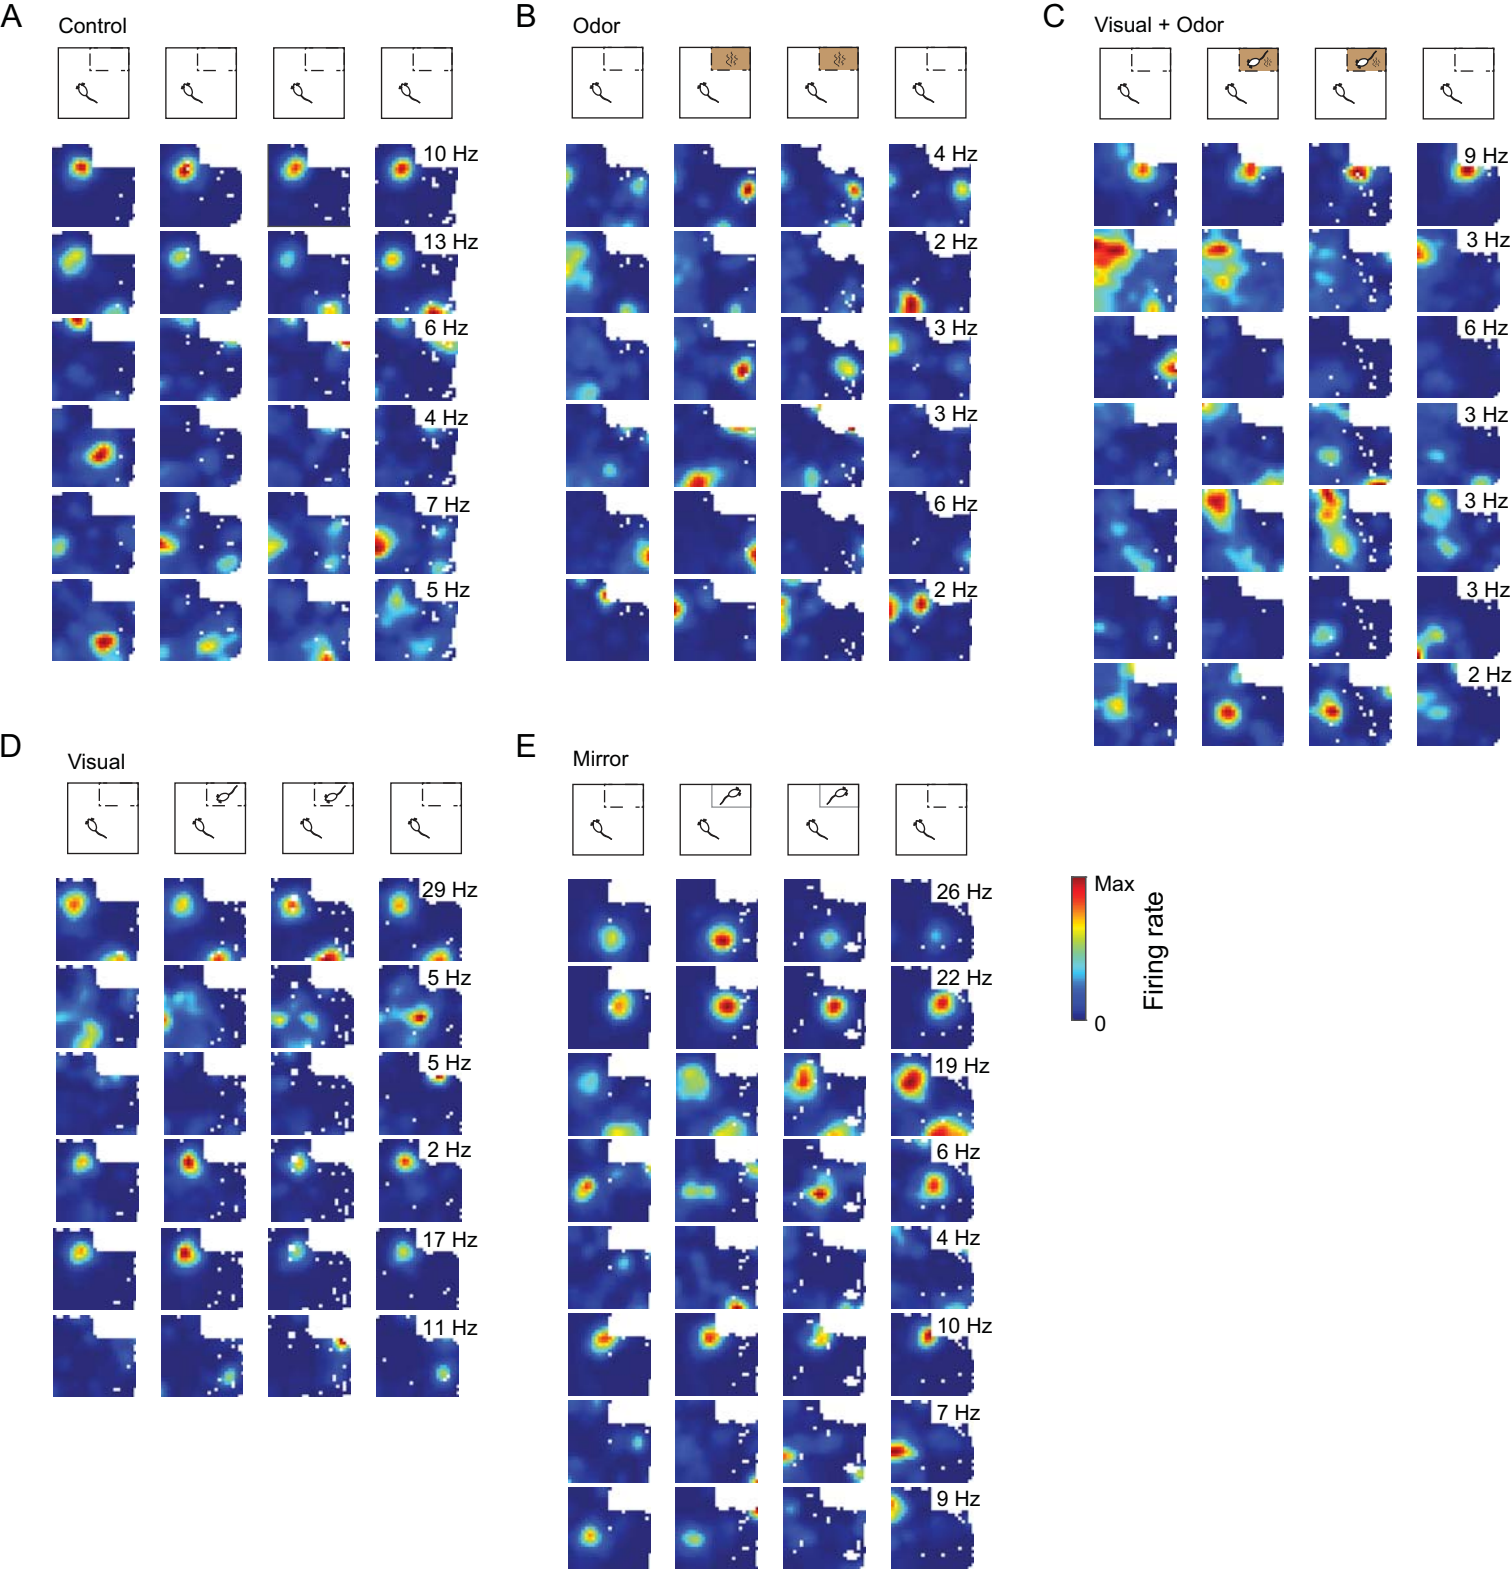 A Control
10 Hz
13 Hz
6 Hz
4 Hz
7 Hz
5 Hz
B Odor
4 Hz
2 Hz
3 Hz
3 Hz
6 Hz
2 Hz
C Visual + Odor
9 Hz
3 Hz
6 Hz
3 Hz
3 Hz
3 Hz
2 Hz
D Visual
29 Hz
5 Hz
5 Hz
2 Hz
17 Hz
11 Hz
E Mirror
26 Hz
22 Hz
19 Hz
6 Hz
4 Hz
10 Hz
7 Hz
9 Hz
Max
0
Firing rate